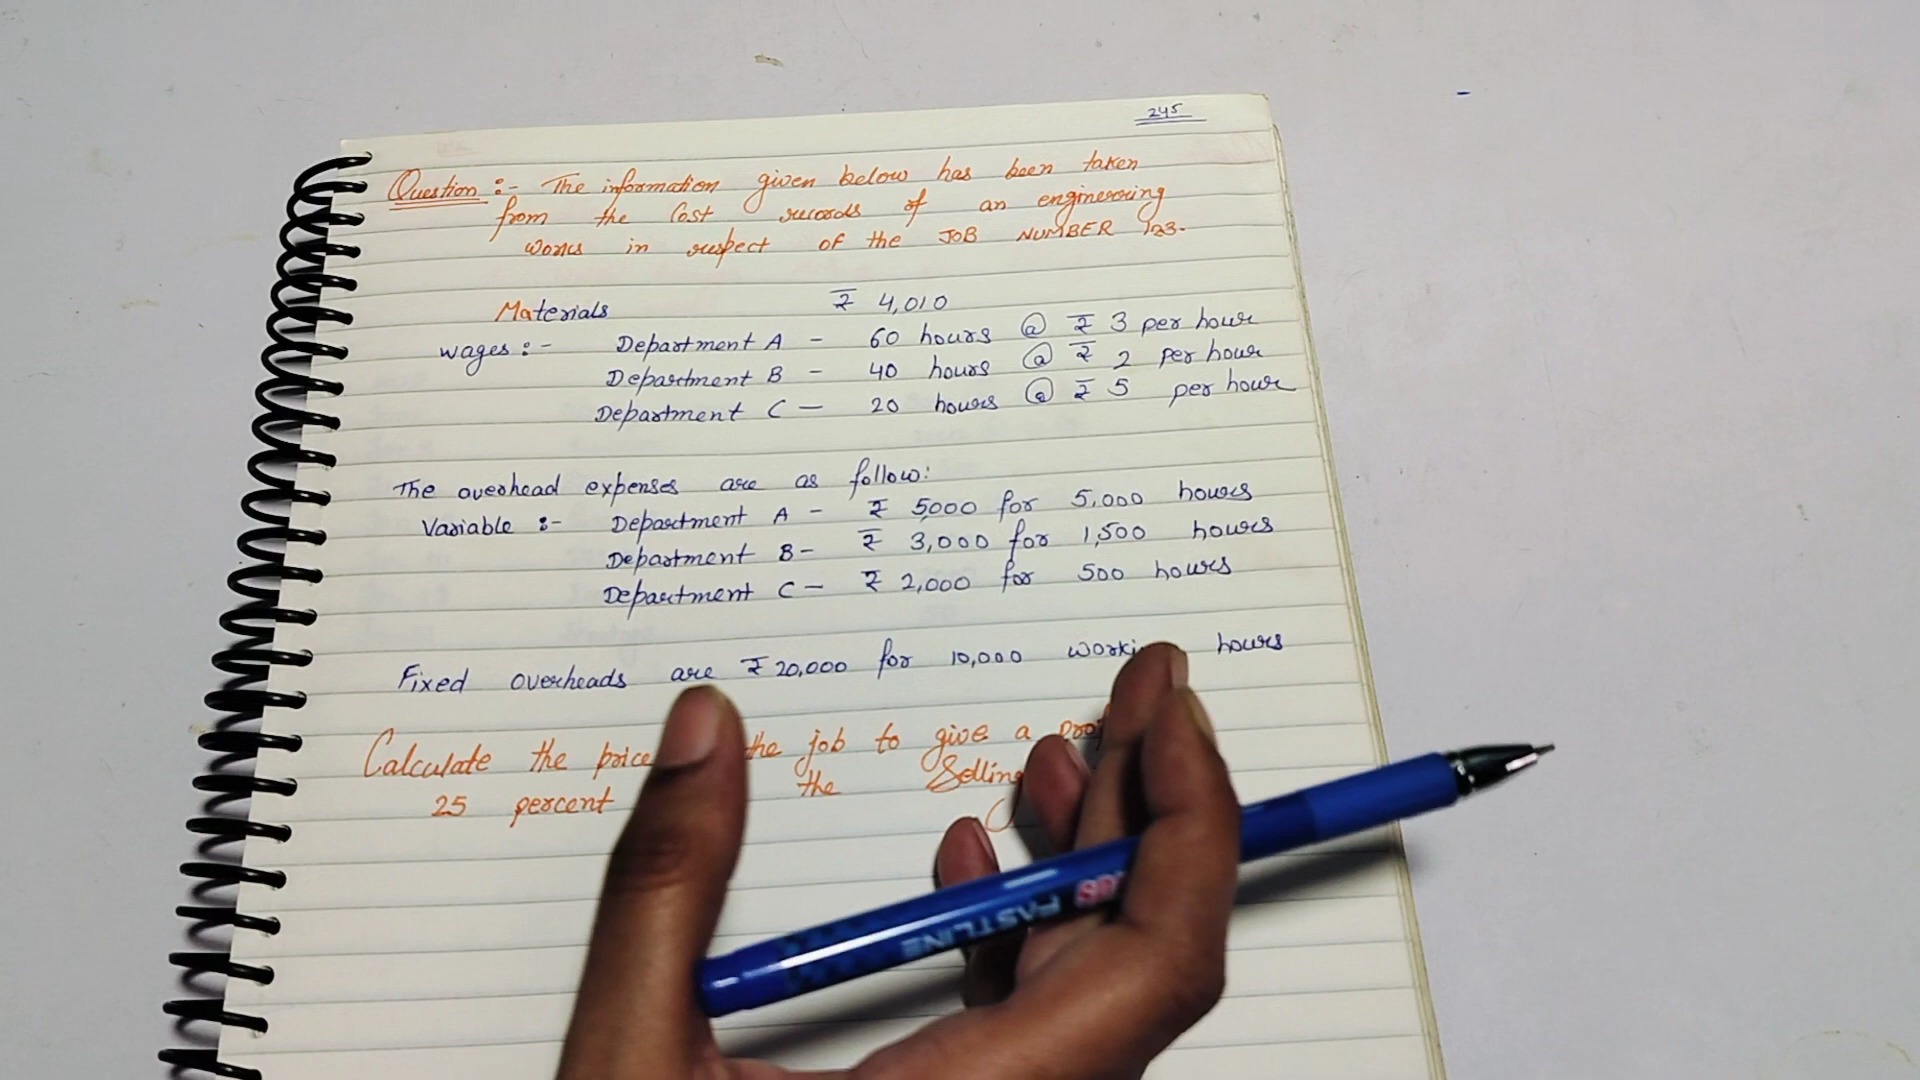 245
Question :- The information given below has been taken
from the Cost records of an engineering
works in respect of the JOB NUMBER 123.
Materials ₹ 4,010
Wages :- Department A - 60 hours @ ₹ 3 per hour
Department B - 40 hours @ ₹ 2 per hour
Department C - 20 hours @ ₹ 5 per hour
The overhead expenses are as follow:
Variable :- Department A - ₹ 5000 for 5,000 hours
Department B- ₹ 3,000 for 1,500 hours
Department C - ₹ 2,000 for 500 hours
Fixed overheads are ₹ 20,000 for 10,000 hours
Calculate the price the job to give a
25 percent the Selling
FASTLINE